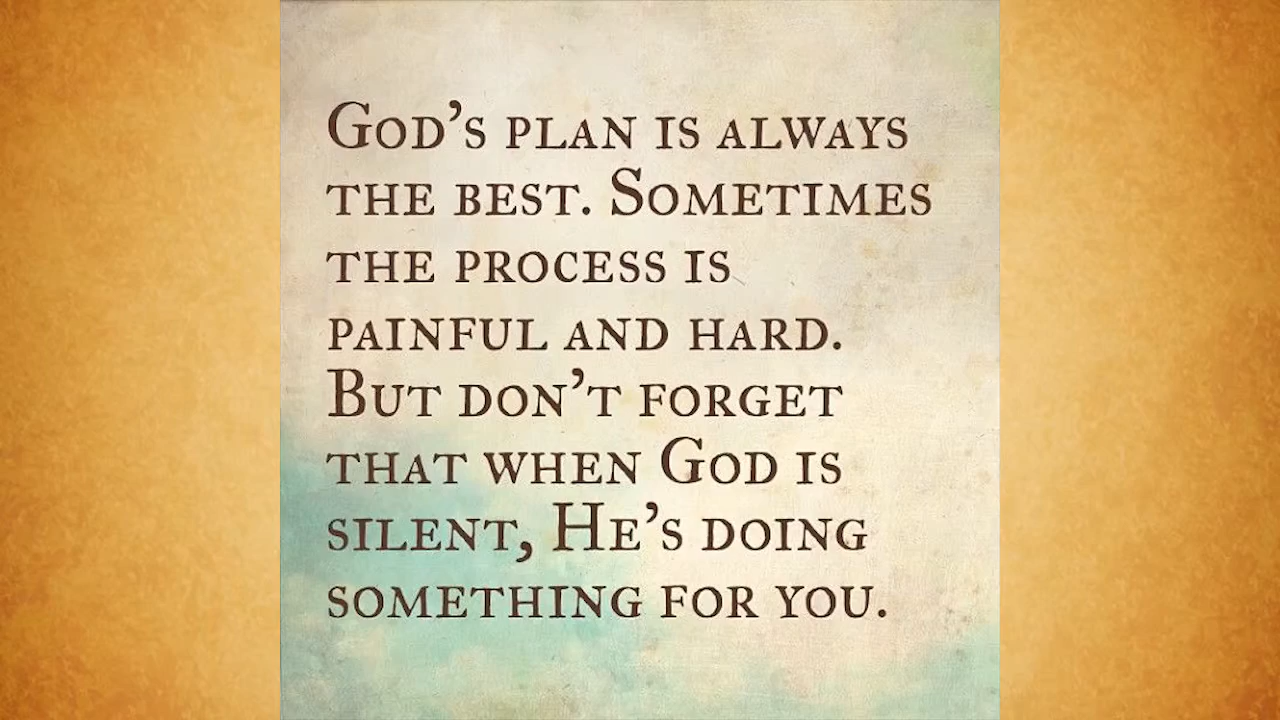 God's plan is always
the best. Sometimes
the process is
painful and hard.
But don't forget
that when God is
silent, He's doing
something for you.